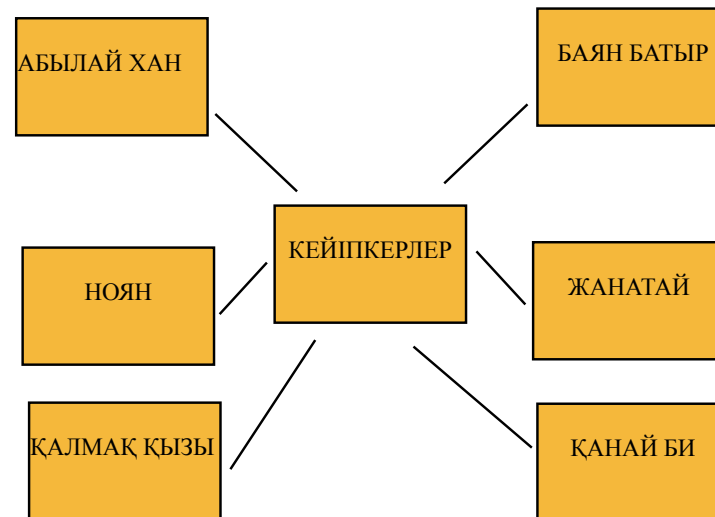 АБЫЛАЙ ХАН
БАЯН БАТЫР
КЕЙІПКЕРЛЕР
НОЯН
ЖАНАТАЙ
ҚАЛМАҚ ҚЫЗЫ
ҚАНАЙ БИ